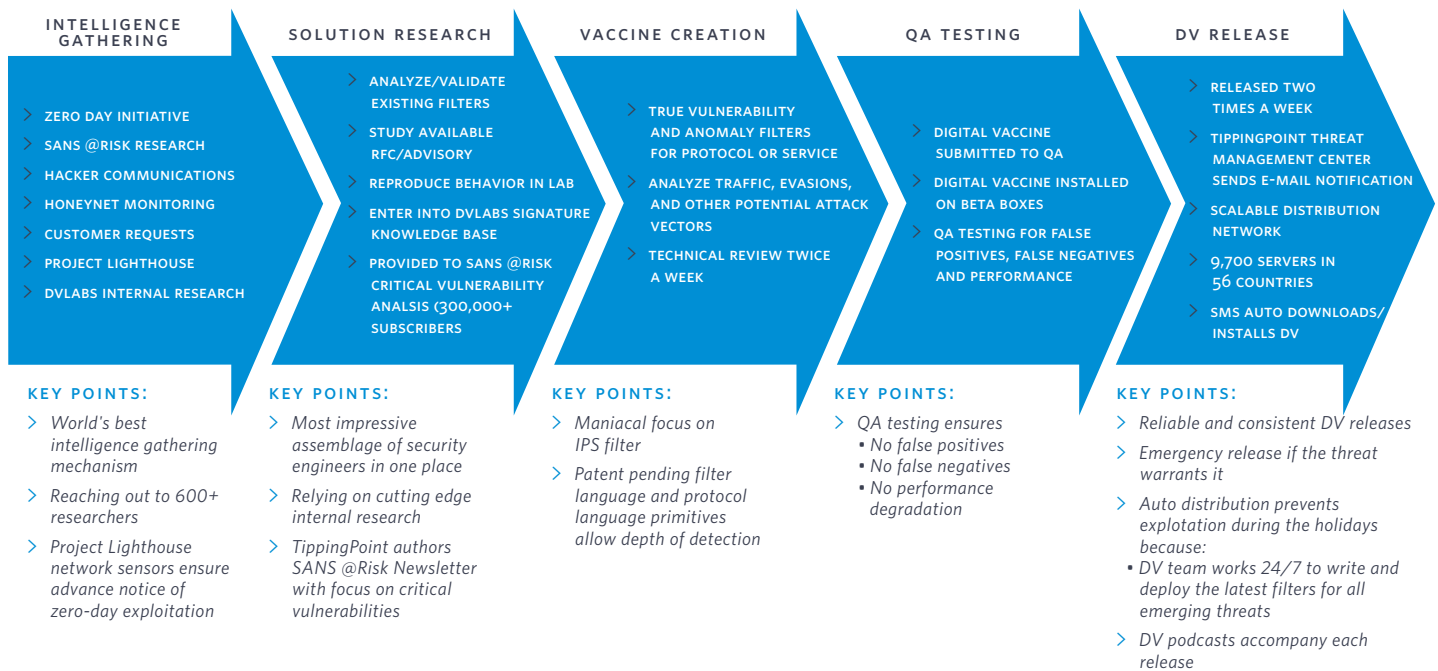 INTELLIGENCE
GATHERING
ZERO DAY INITIATIVE
SANS @RISK RESEARCH
HACKER COMMUNICATIONS
HONEYNET MONITORING
CUSTOMER REQUESTS
PROJECT LIGHTHOUSE
DVLABS INTERNAL RESEARCH
KEY POINTS:
World's best
intelligence gathering
mechanism
Reaching out to 600+
researchers
Project Lighthouse
network sensors ensure
advance notice of
zero-day exploitation
SOLUTION RESEARCH
ANALYZE/VALIDATE
EXISTING FILTERS
STUDY AVAILABLE
RFC/ADVISORY
REPRODUCE BEHAVIOR IN LAB
ENTER INTO DVLABS SIGNATURE
KNOWLEDGE BASE
PROVIDED TO SANS @RISK
CRITICAL VULNERABILITY
ANALSIS (300,000+
SUBSCRIBERS
KEY POINTS:
Most impressive
assemblage of security
engineers in one place
Relying on cutting edge
internal research
TippingPoint authors
SANS @Risk Newsletter
with focus on critical
vulnerabilities
VACCINE CREATION
TRUE VULNERABILITY
AND ANOMALY FILTERS
FOR PROTOCOL OR SERVICE
ANALYZE TRAFFIC, EVASIONS,
AND OTHER POTENTIAL ATTACK
VECTORS
TECHNICAL REVIEW TWICE
A WEEK
KEY POINTS:
Maniacal focus on
IPS filter
Patent pending filter
language and protocol
language primitives
allow depth of detection
QA TESTING
DIGITAL VACCINE
SUBMITTED TO QA
DIGITAL VACCINE INSTALLED
ON BETA BOXES
QA TESTING FOR FALSE
POSITIVES, FALSE NEGATIVES
AND PERFORMANCE
KEY POINTS:
QA testing ensures
• No false positives
• No false negatives
• No performance
degradation
DV RELEASE
RELEASED TWO
TIMES A WEEK
TIPPINGPOINT THREAT
MANAGEMENT CENTER
SENDS E-MAIL NOTIFICATION
SCALABLE DISTRIBUTION
NETWORK
9,700 SERVERS IN
56 COUNTRIES
SMS AUTO DOWNLOADS/
INSTALLS DV
KEY POINTS:
Reliable and consistent DV releases
Emergency release if the threat
warrants it
Auto distribution prevents
explotation during the holidays
because:
• DV team works 24/7 to write and
deploy the latest filters for all
emerging threats
DV podcasts accompany each
release